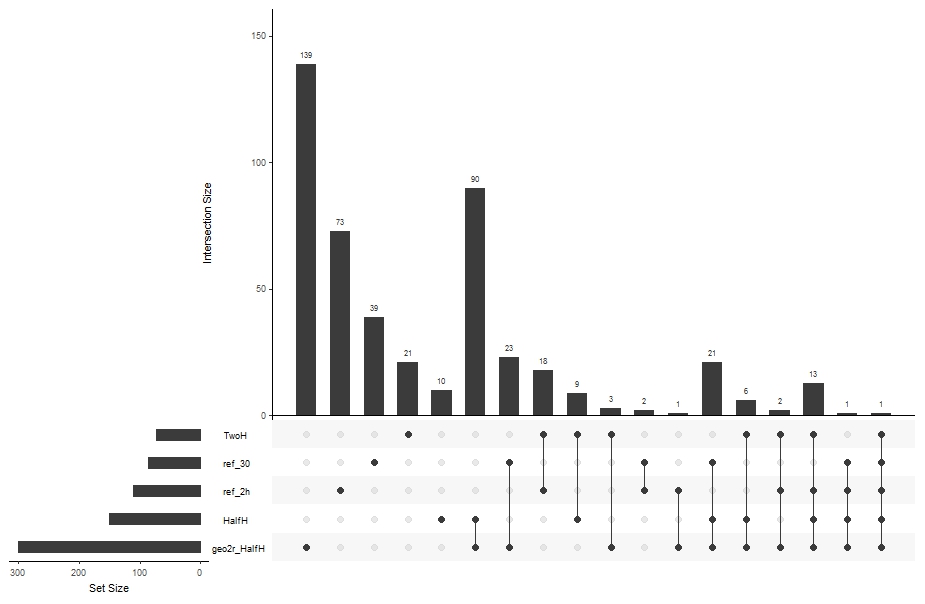 150
139
100
90
73
50
39
23
21
21
18
13
10
9
6
3
2
2
1
1
1
0
Intersection Size
TwoH
ref_30
ref_2h
HalfH
geo2r_HalfH
300 200 100 0
Set Size